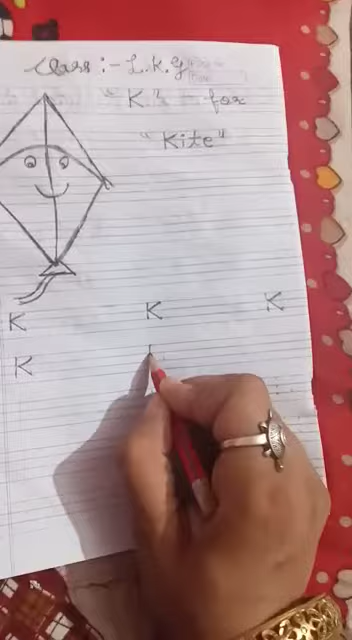 Class :- L.K.G
"K" for
"Kite"
K K K
K